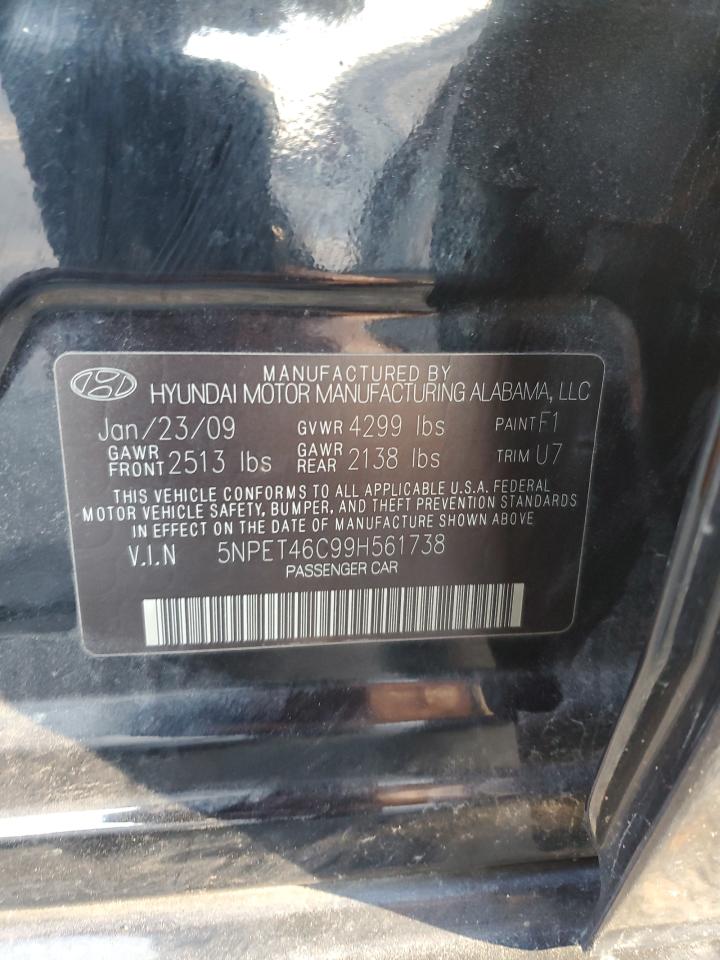 MANUFACTURED BY
HYUNDAI MOTOR MANUFACTURING ALABAMA, LLC
Jan/23/09 GVWR 4299 lbs PAINT F1
GAWR FRONT 2513 lbs GAWR REAR 2138 lbs TRIM U7
THIS VEHICLE CONFORMS TO ALL APPLICABLE U.S.A. FEDERAL
MOTOR VEHICLE SAFETY, BUMPER, AND THEFT PREVENTION STANDARDS
IN EFFECT ON THE DATE OF MANUFACTURE SHOWN ABOVE
V.I.N 5NPET46C99H561738
PASSENGER CAR